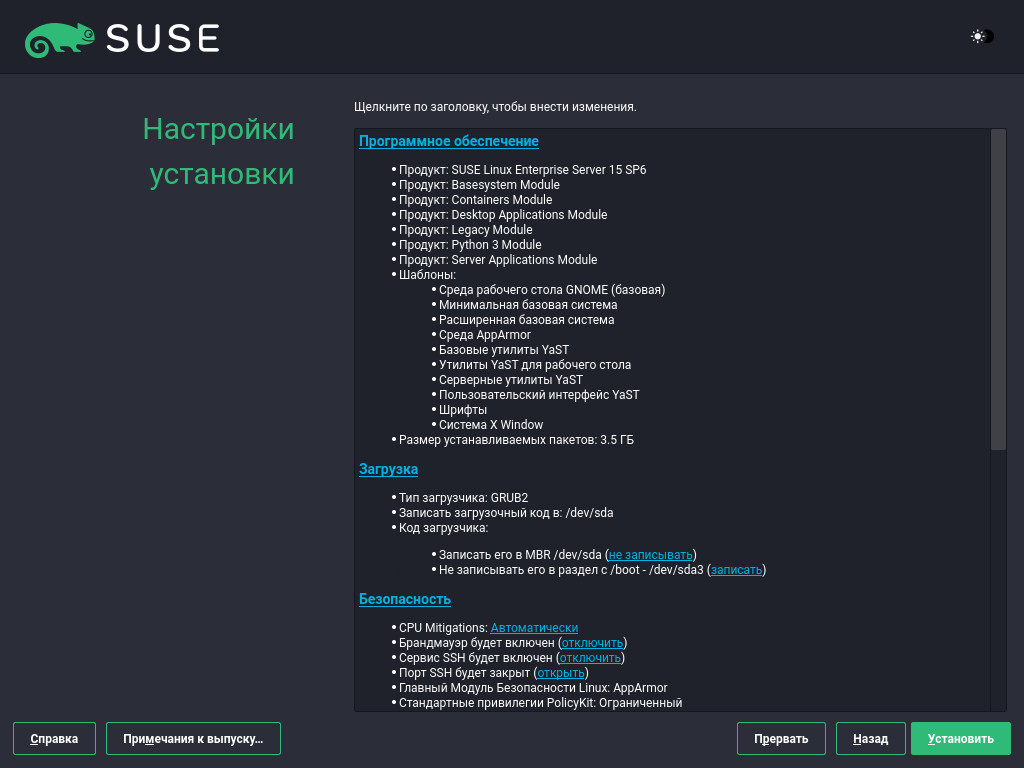 SUSE
Настройки
установки
Щелкните по заголовку, чтобы внести изменения.
Программное обеспечение
• Продукт: SUSE Linux Enterprise Server 15 SP6
• Продукт: Basesystem Module
• Продукт: Containers Module
• Продукт: Desktop Applications Module
• Продукт: Legacy Module
• Продукт: Python 3 Module
• Продукт: Server Applications Module
• Шаблоны:
• Среда рабочего стола GNOME (базовая)
• Минимальная базовая система
• Расширенная базовая система
• Среда AppArmor
• Базовые утилиты YaST
• Утилиты YaST для рабочего стола
• Серверные утилиты YaST
• Пользовательский интерфейс YaST
• Шрифты
• Система X Window
• Размер устанавливаемых пакетов: 3.5 ГБ
Загрузка
• Тип загрузчика: GRUB2
• Записать загрузочный код в: /dev/sda
• Код загрузчика:
• Записать его в MBR /dev/sda (не записывать)
• Не записывать его в раздел с /boot - /dev/sda3 (записать)
Безопасность
• CPU Mitigations: Автоматически
• Брандмауэр будет включен (отключить)
• Сервис SSH будет включен (отключить)
• Порт SSH будет закрыт (открыть)
• Главный Модуль Безопасности Linux: AppArmor
• Стандартные привилегии PolicyKit: Ограниченный
Справка
Примечания к выпуску...
Прервать
Назад
Установить